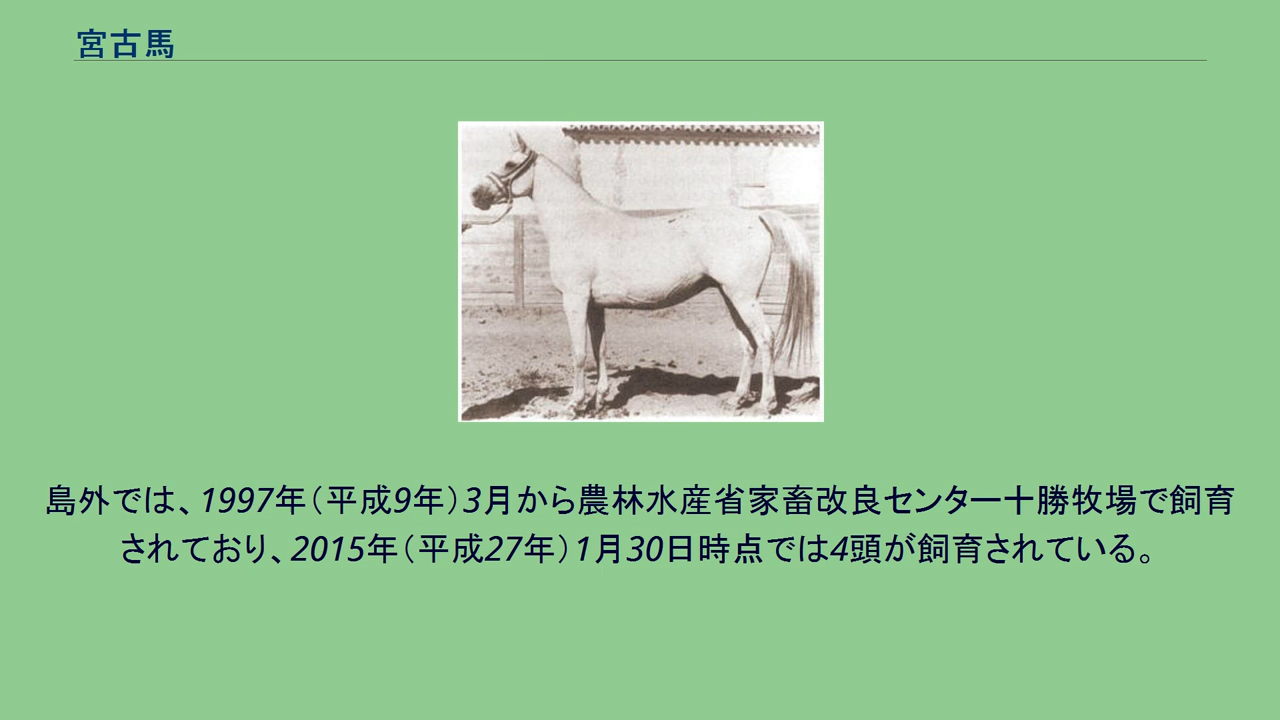 宮古馬
島外では、1997年（平成9年）3月から農林水産省家畜改良センター十勝牧場で飼育
されており、2015年（平成27年）1月30日時点では4頭が飼育されている。